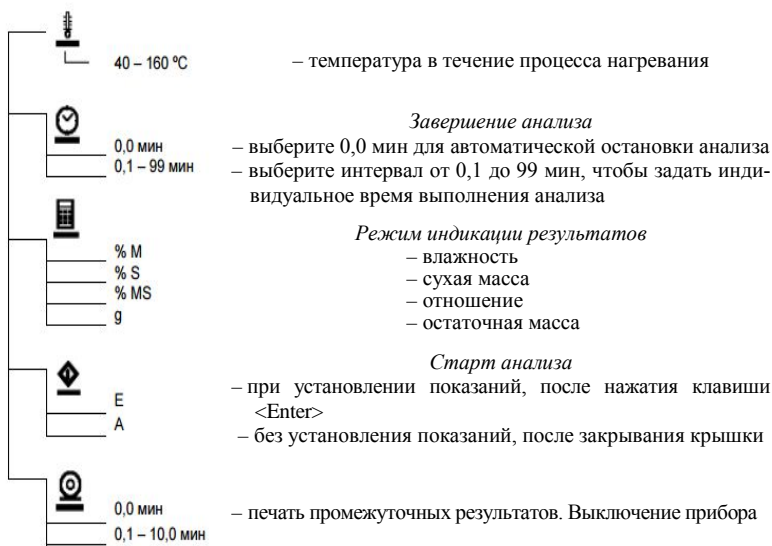 40 – 160 ºC – температура в течение процесса нагревания
Завершение анализа
0,0 мин – выберите 0,0 мин для автоматической остановки анализа
0,1 – 99 мин – выберите интервал от 0,1 до 99 мин, чтобы задать инди-
видуальное время выполнения анализа
Режим индикации результатов
% M – влажность
% S – сухая масса
% MS – отношение
g – остаточная масса
Старт анализа
E – при установлении показаний, после нажатия клавиши
<Enter>
A – без установления показаний, после закрывания крышки
0,0 мин – печать промежуточных результатов. Выключение прибора
0,1 – 10,0 мин